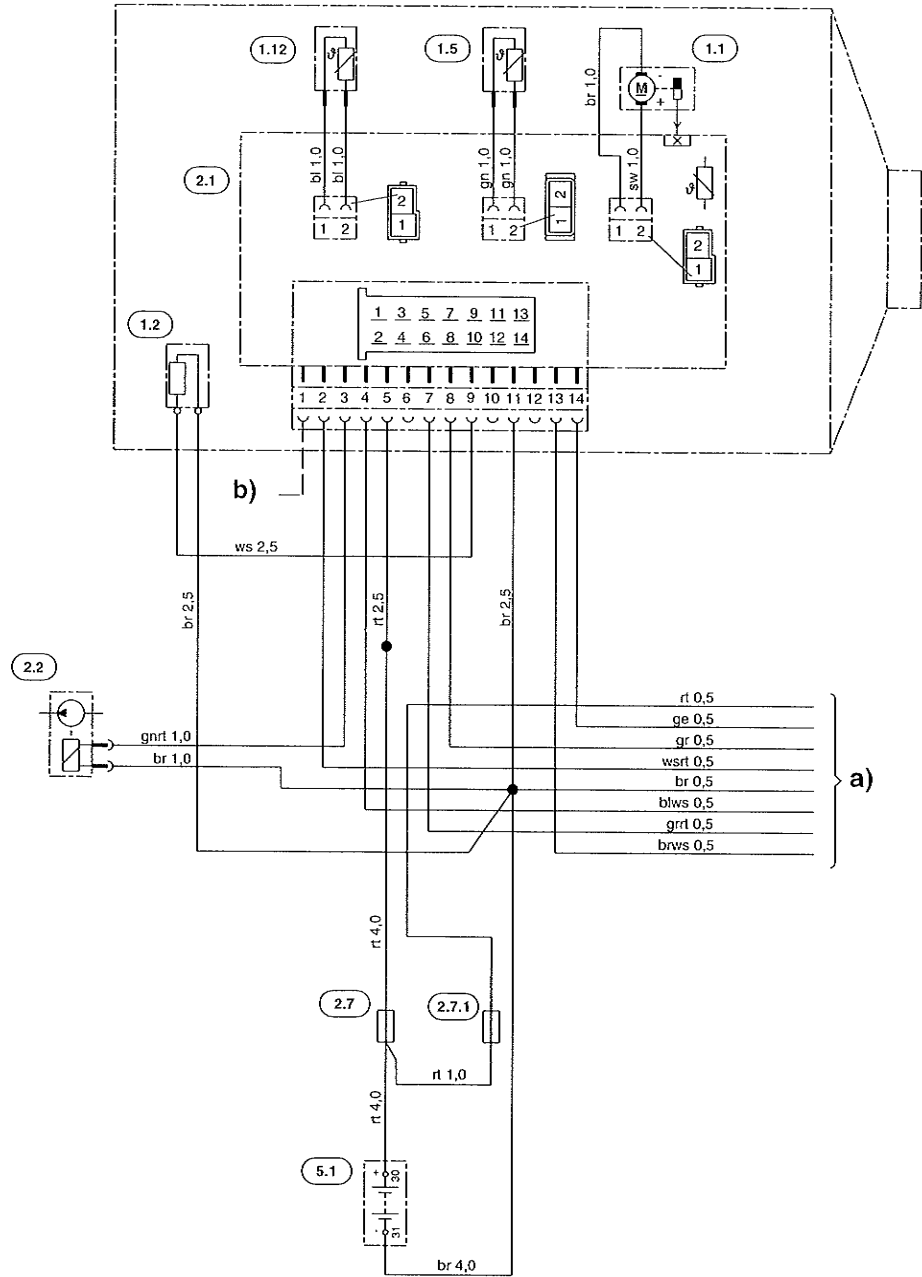 1.12
1.5
1.1
ϑ
ϑ
br 1,0
M
-
+
2.1
bl 1,0
bl 1,0
gn 1,0
gn 1,0
sw 1,0
ϑ
1 2
2
1
1 2
1 2
1 2
2
1
1.2
1 3 5 7 9 11 13
2 4 6 8 10 12 14
1 2 3 4 5 6 7 8 9 10 11 12 13 14
b)
ws 2,5
br 2,5
rt 2,5
br 2,5
2.2
rt 0,5
ge 0,5
gnrt 1,0
gr 0,5
br 1,0
wsrt 0,5
br 0,5
a)
blws 0,5
grrt 0,5
brws 0,5
rt 4,0
2.7
2.7.1
rt 1,0
rt 4,0
5.1
+
30
-
31
br 4,0